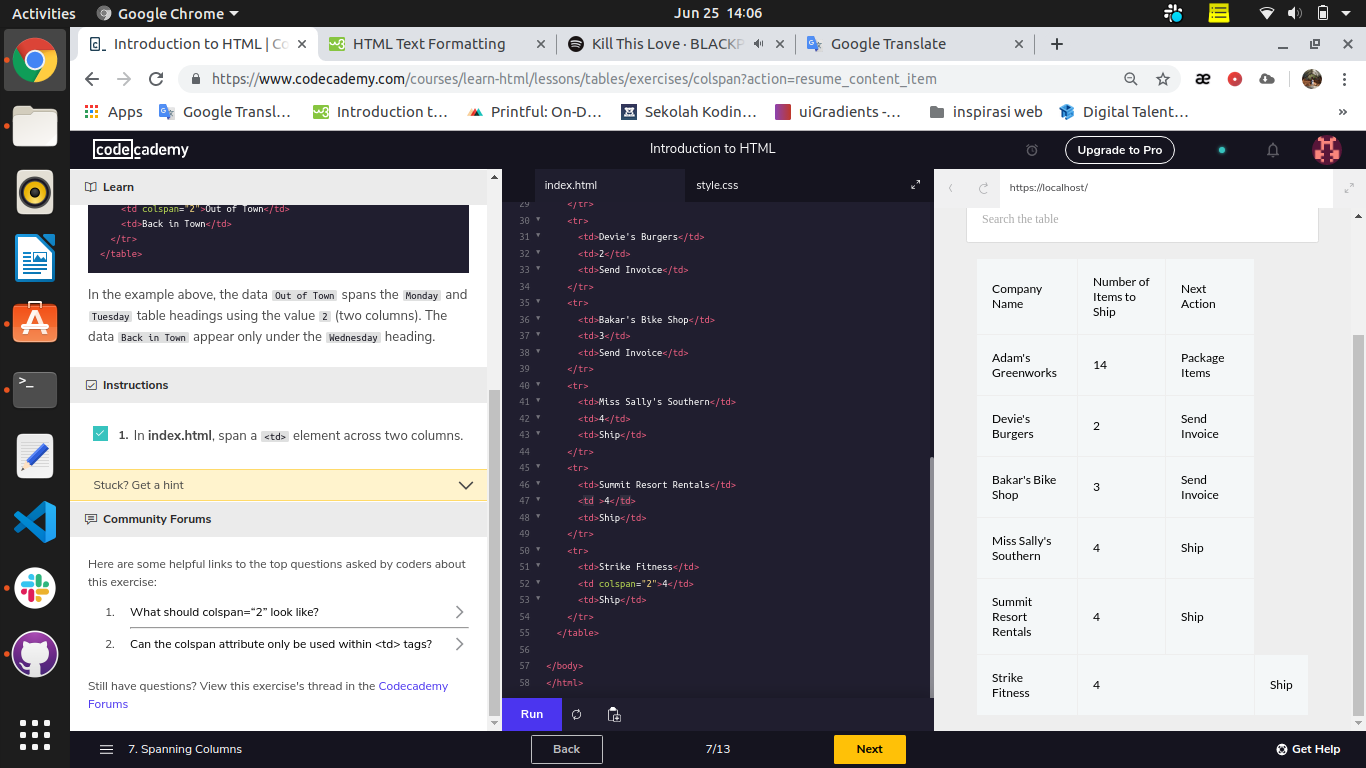 Activities
Google Chrome
Jun 25 14:06
Introduction to HTML | Co
HTML Text Formatting
Kill This Love · BLACKP
Google Translate
https://www.codecademy.com/courses/learn-html/lessons/tables/exercises/colspan?action=resume_content_item
Apps
Google Transl...
Introduction t...
Printful: On-D...
Sekolah Kodin...
uiGradients -...
inspirasi web
Digital Talent...
»
codecademy
Introduction to HTML
Upgrade to Pro
Learn
<td colspan="2">Out of Town</td>
<td>Back in Town</td>
</tr>
</table>
In the example above, the data Out of Town spans the Monday and
Tuesday table headings using the value 2 (two columns). The
data Back in Town appear only under the Wednesday heading.
Instructions
1. In index.html, span a <td> element across two columns.
Stuck? Get a hint
Community Forums
Here are some helpful links to the top questions asked by coders about
this exercise:
1. What should colspan=“2” look like?
2. Can the colspan attribute only be used within <td> tags?
Still have questions? View this exercise's thread in the Codecademy
Forums
index.html
style.css
29 </tr>
30 <tr>
31 <td>Devie's Burgers</td>
32 <td>2</td>
33 <td>Send Invoice</td>
34 </tr>
35 <tr>
36 <td>Bakar's Bike Shop</td>
37 <td>3</td>
38 <td>Send Invoice</td>
39 </tr>
40 <tr>
41 <td>Miss Sally's Southern</td>
42 <td>4</td>
43 <td>Ship</td>
44 </tr>
45 <tr>
46 <td>Summit Resort Rentals</td>
47 <td >4</td>
48 <td>Ship</td>
49 </tr>
50 <tr>
51 <td>Strike Fitness</td>
52 <td colspan="2">4</td>
53 <td>Ship</td>
54 </tr>
55 </table>
56
57 </body>
58 </html>
Run
https://localhost/
Search the table
Company
Name
Number of
Items to
Ship
Next
Action
Adam's
Greenworks
14
Package
Items
Devie's
Burgers
2
Send
Invoice
Bakar's Bike
Shop
3
Send
Invoice
Miss Sally's
Southern
4
Ship
Summit
Resort
Rentals
4
Ship
Strike
Fitness
4
Ship
7. Spanning Columns
Back
7/13
Next
Get Help